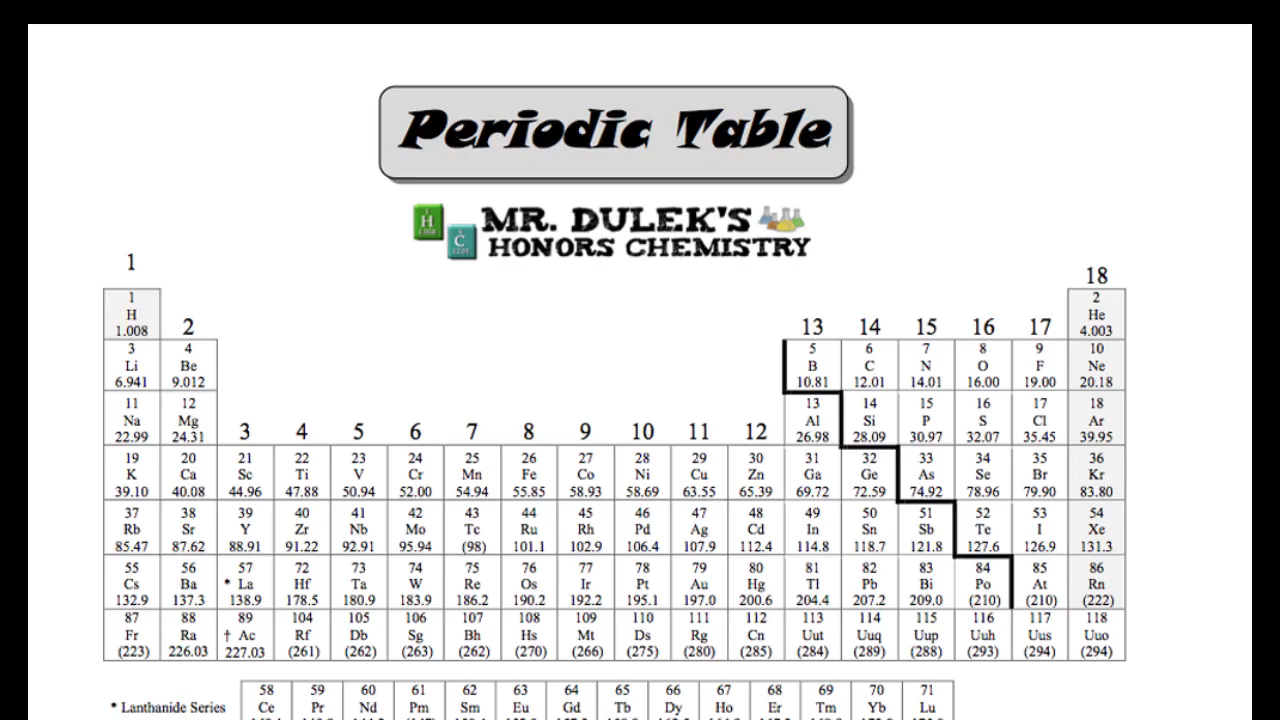 Periodic Table
H
1.008
C
MR. DULEK'S
HONORS CHEMISTRY
1 18
1 2
H He
1.008 2 13 14 15 16 17 4.003
3 4 5 6 7 8 9 10
Li Be B C N O F Ne
6.941 9.012 10.81 12.01 14.01 16.00 19.00 20.18
11 12 13 14 15 16 17 18
Na Mg Al Si P S Cl Ar
22.99 24.31 3 4 5 6 7 8 9 10 11 12 26.98 28.09 30.97 32.07 35.45 39.95
19 20 21 22 23 24 25 26 27 28 29 30 31 32 33 34 35 36
K Ca Sc Ti V Cr Mn Fe Co Ni Cu Zn Ga Ge As Se Br Kr
39.10 40.08 44.96 47.88 50.94 52.00 54.94 55.85 58.93 58.69 63.55 65.39 69.72 72.59 74.92 78.96 79.90 83.80
37 38 39 40 41 42 43 44 45 46 47 48 49 50 51 52 53 54
Rb Sr Y Zr Nb Mo Tc Ru Rh Pd Ag Cd In Sn Sb Te I Xe
85.47 87.62 88.91 91.22 92.91 95.94 (98) 101.1 102.9 106.4 107.9 112.4 114.8 118.7 121.8 127.6 126.9 131.3
55 56 57 72 73 74 75 76 77 78 79 80 81 82 83 84 85 86
Cs Ba * La Hf Ta W Re Os Ir Pt Au Hg Tl Pb Bi Po At Rn
132.9 137.3 138.9 178.5 180.9 183.9 186.2 190.2 192.2 195.1 197.0 200.6 204.4 207.2 209.0 (210) (210) (222)
87 88 89 104 105 106 107 108 109 110 111 112 113 114 115 116 117 118
Fr Ra † Ac Rf Db Sg Bh Hs Mt Ds Rg Cn Uut Uuq Uup Uuh Uus Uuo
(223) 226.03 227.03 (261) (262) (263) (262) (270) (266) (275) (280) (285) (284) (289) (288) (293) (294) (294)
58 59 60 61 62 63 64 65 66 67 68 69 70 71
* Lanthanide Series Ce Pr Nd Pm Sm Eu Gd Tb Dy Ho Er Tm Yb Lu